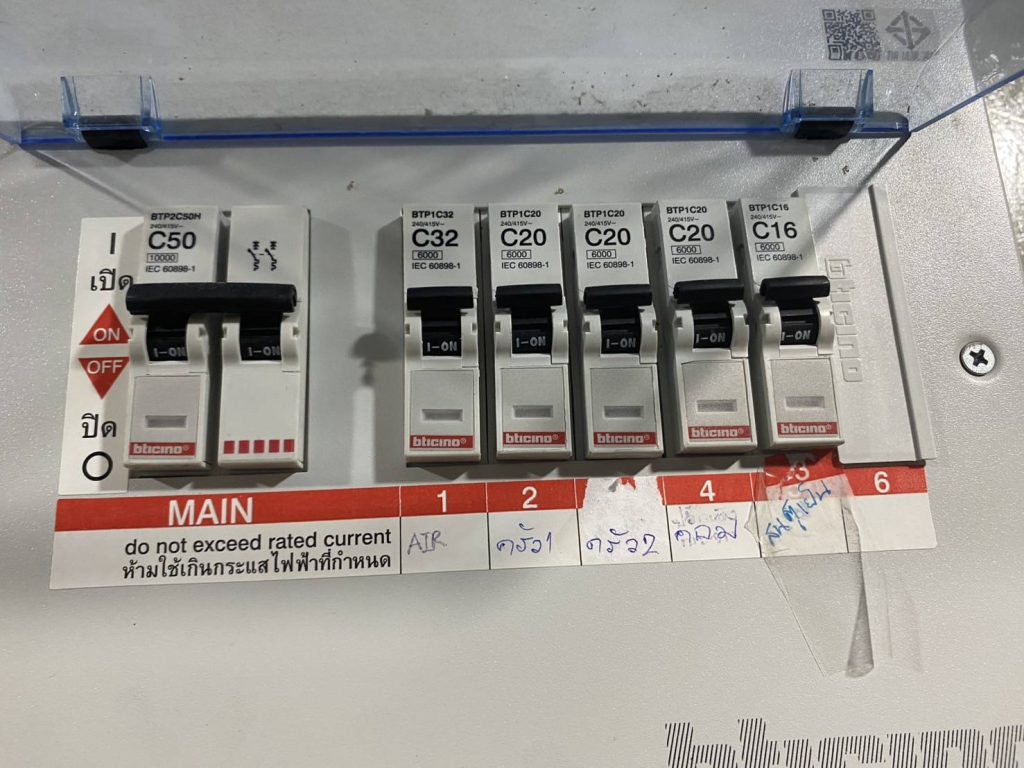 BTP2C50H
240/415V~
C50
10000
IEC 60898-1
BTP1C32
240/415V~
C32
6000
IEC 60898-1
BTP1C20
240/415V~
C20
6000
IEC 60898-1
BTP1C20
240/415V~
C20
6000
IEC 60898-1
BTP1C20
240/415V~
C20
6000
IEC 60898-1
BTP1C16
240/415V~
C16
6000
IEC 60898-1
I
เปิด
ON
OFF
ปิด
O
I-ON
I-ON
I-ON
I-ON
I-ON
I-ON
I-ON
bticino®
bticino®
bticino®
bticino®
bticino®
bticino®
bticino
MAIN
1
2
4
6
do not exceed rated current
ห้ามใช้เกินกระแสไฟฟ้าที่กำหนด
AIR
ครัว1
ครัว2
bticino